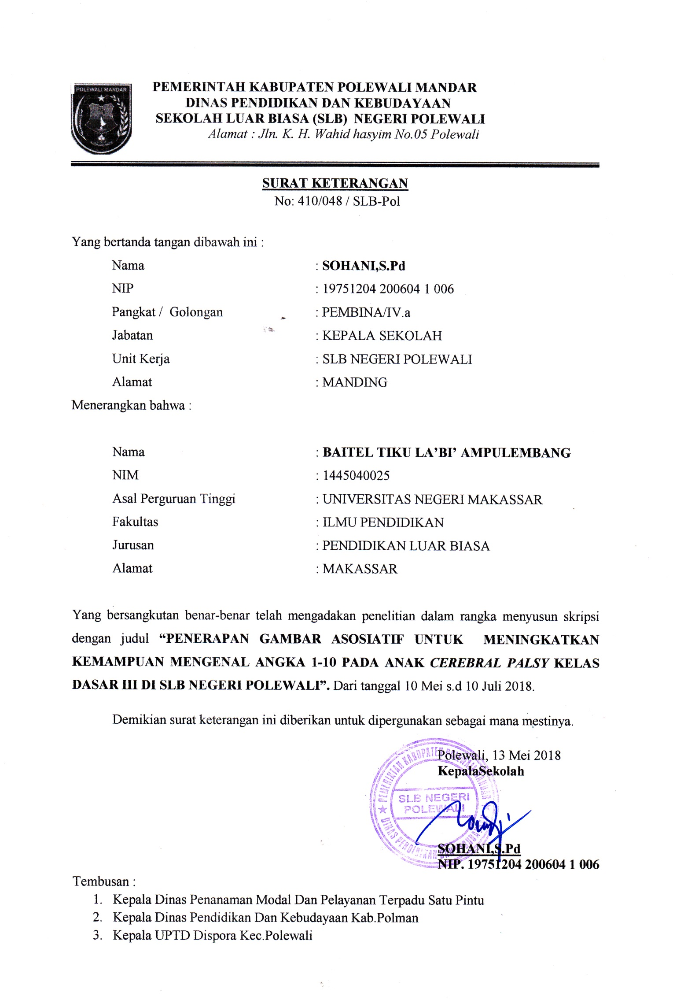 POLEWALI MANDAR
PEMERINTAH KABUPATEN POLEWALI MANDAR
DINAS PENDIDIKAN DAN KEBUDAYAAN
SEKOLAH LUAR BIASA (SLB) NEGERI POLEWALI
Alamat : Jln. K. H. Wahid hasyim No.05 Polewali
SURAT KETERANGAN
No: 410/048 / SLB-Pol
Yang bertanda tangan dibawah ini :
Nama : SOHANI,S.Pd
NIP : 19751204 200604 1 006
Pangkat / Golongan : PEMBINA/IV.a
Jabatan : KEPALA SEKOLAH
Unit Kerja : SLB NEGERI POLEWALI
Alamat : MANDING
Menerangkan bahwa :
Nama : BAITEL TIKU LA’BI’ AMPULEMBANG
NIM : 1445040025
Asal Perguruan Tinggi : UNIVERSITAS NEGERI MAKASSAR
Fakultas : ILMU PENDIDIKAN
Jurusan : PENDIDIKAN LUAR BIASA
Alamat : MAKASSAR
Yang bersangkutan benar-benar telah mengadakan penelitian dalam rangka menyusun skripsi
dengan judul “PENERAPAN GAMBAR ASOSIATIF UNTUK MENINGKATKAN
KEMAMPUAN MENGENAL ANGKA 1-10 PADA ANAK CEREBRAL PALSY KELAS
DASAR III DI SLB NEGERI POLEWALI”. Dari tanggal 10 Mei s.d 10 Juli 2018.
Demikian surat keterangan ini diberikan untuk dipergunakan sebagai mana mestinya.
Polewali, 13 Mei 2018
KepalaSekolah
PEMERINTAH KABUPATEN POLEWALI MANDAR
SLB NEGERI
POLEWALI
DINAS PENDIDIKAN DAN
SOHANI,S.Pd
NIP. 19751204 200604 1 006
Tembusan :
1. Kepala Dinas Penanaman Modal Dan Pelayanan Terpadu Satu Pintu
2. Kepala Dinas Pendidikan Dan Kebudayaan Kab.Polman
3. Kepala UPTD Dispora Kec.Polewali